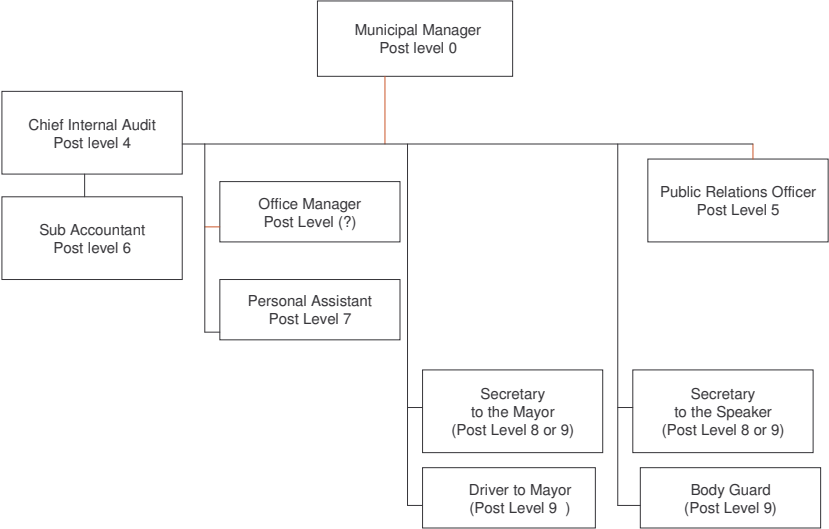 Municipal Manager
Post level 0
Chief Internal Audit
Post level 4
Sub Accountant
Post level 6
Office Manager
Post Level (?)
Personal Assistant
Post Level 7
Public Relations Officer
Post Level 5
Secretary
to the Mayor
(Post Level 8 or 9)
Driver to Mayor
(Post Level 9  )
Secretary
to the Speaker
(Post Level 8 or 9)
Body Guard
(Post Level 9)